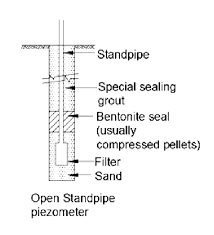 Standpipe
Special sealing
grout
Bentonite seal
(usually
compressed pellets)
Filter
Sand
Open Standpipe
piezometer